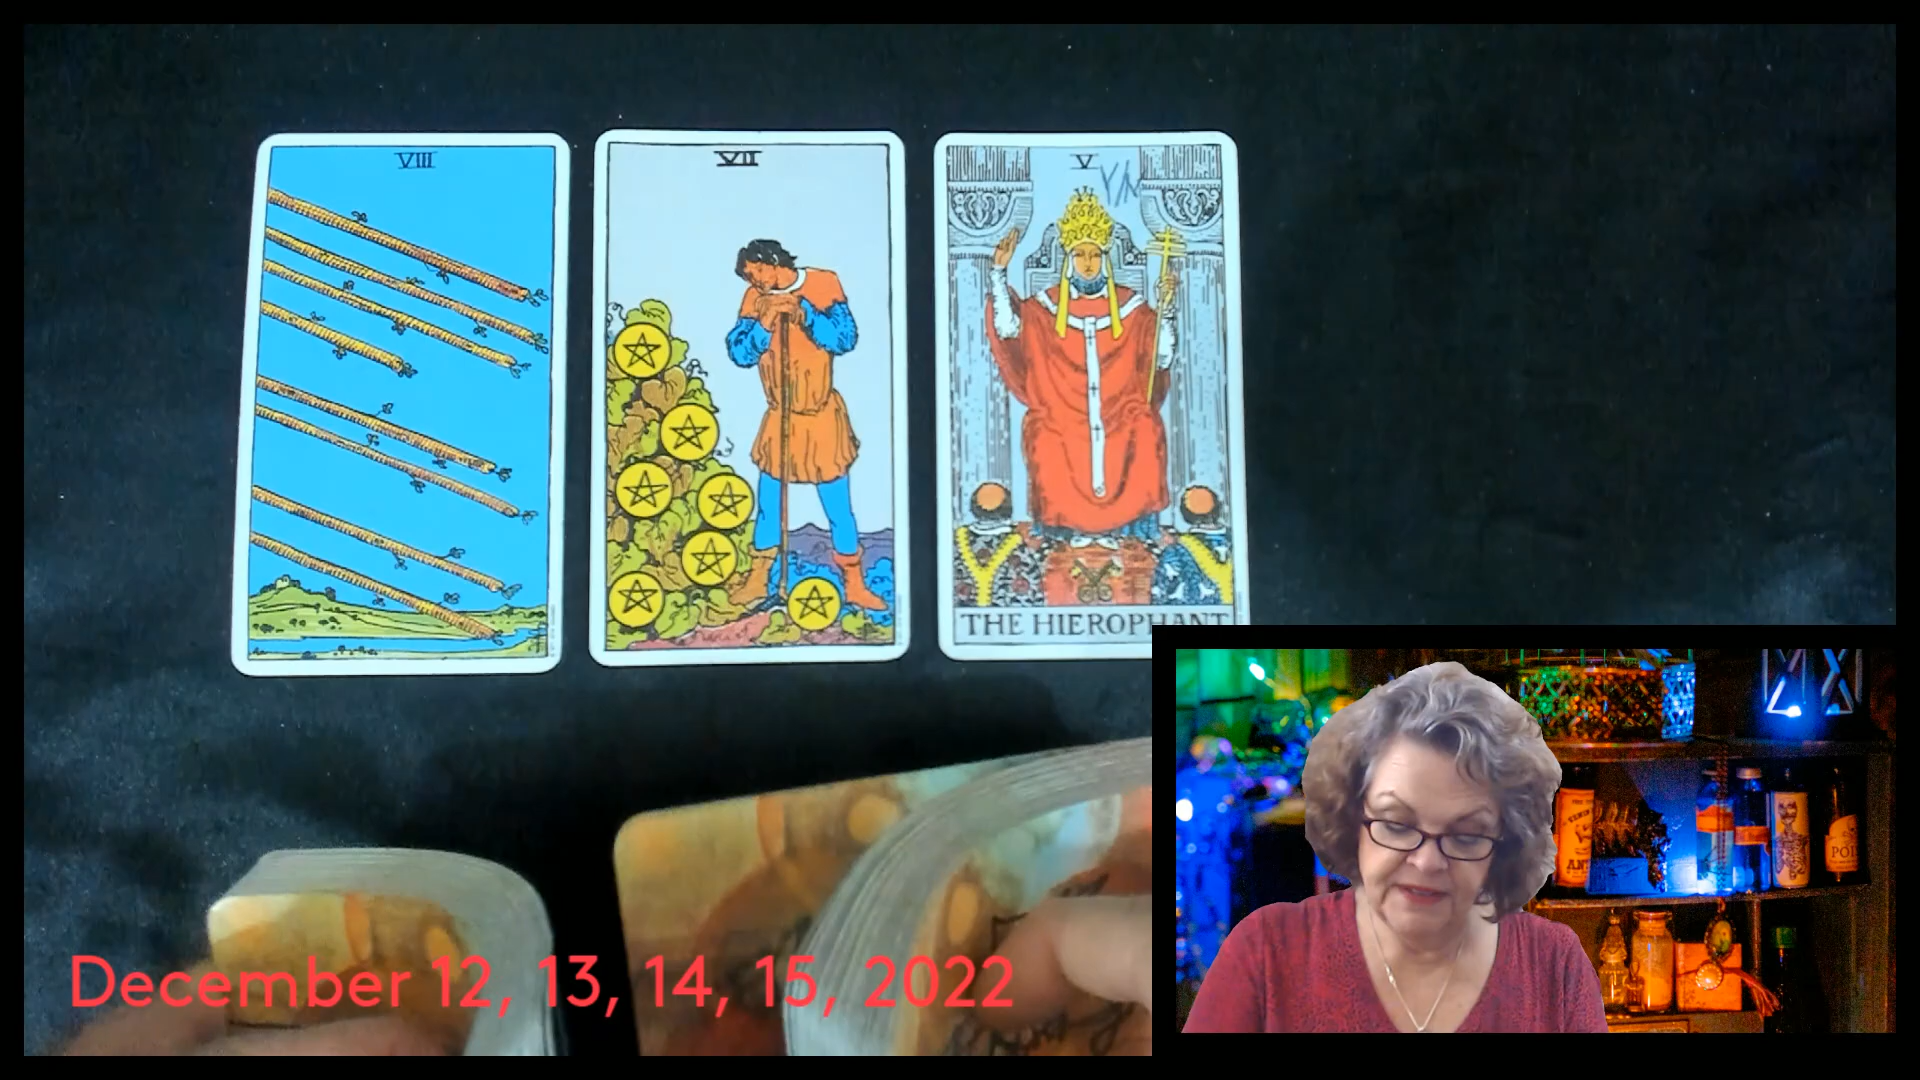 VIII
VII
V
Y/N
THE HIEROPHANT
December 12, 13, 14, 15, 2022